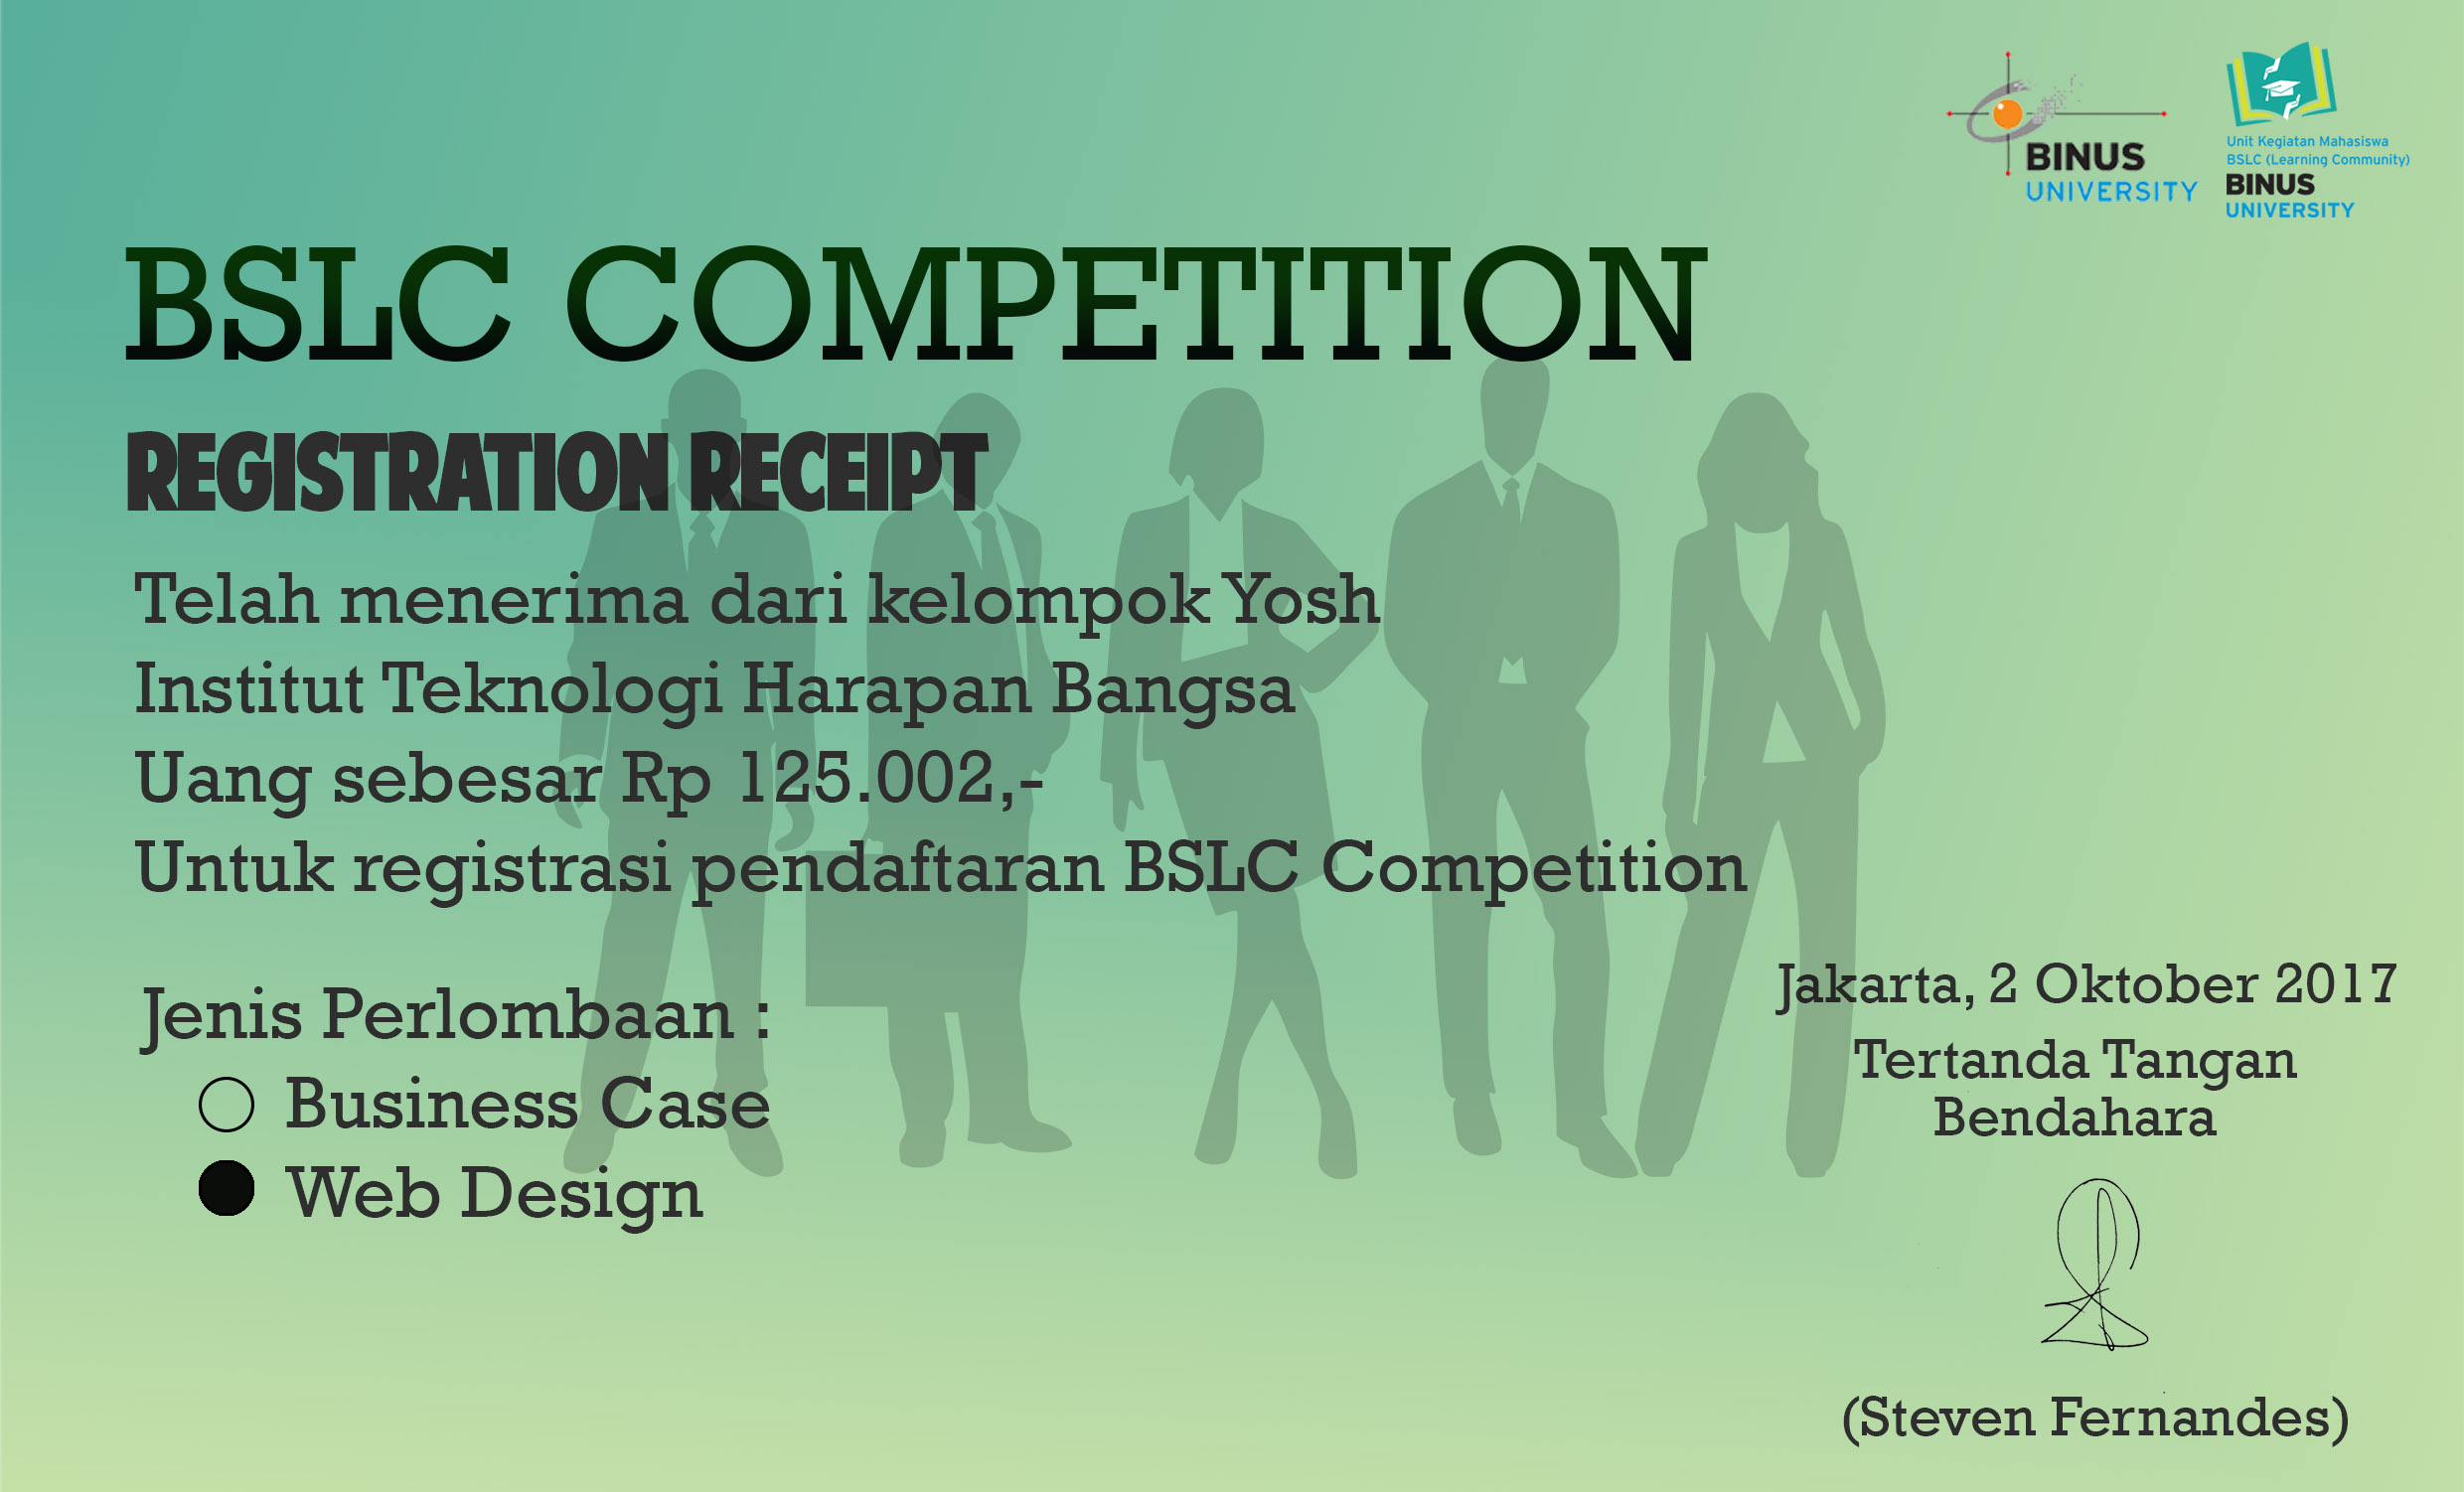 BINUS
UNIVERSITY
Unit Kegiatan Mahasiswa
BSLC (Learning Community)
BINUS
UNIVERSITY
BSLC COMPETITION
REGISTRATION RECEIPT
Telah menerima dari kelompok Yosh
Institut Teknologi Harapan Bangsa
Uang sebesar Rp 125.002,-
Untuk registrasi pendaftaran BSLC Competition
Jenis Perlombaan :
Business Case
Web Design
Jakarta, 2 Oktober 2017
Tertanda Tangan
Bendahara
(Steven Fernandes)